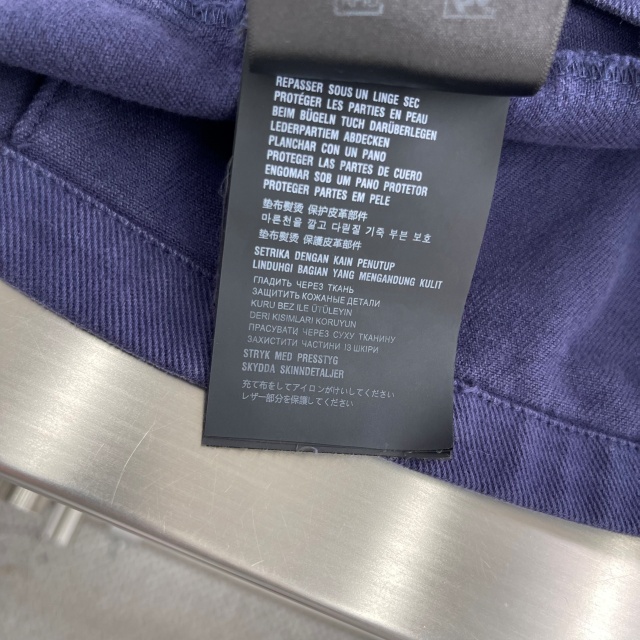 REPASSER SOUS UN LINGE SEC
PROTÉGER LES PARTIES EN PEAU
BEIM BÜGELN TUCH DARÜBERLEGEN
LEDERPARTIEM ABDECKEN
PLANCHAR CON UN PANO
PROTEGER LAS PARTES DE CUERO
ENGOMAR SOB UM PANO PROTETOR
PROTEGER PARTES EM PELE
垫布熨烫 保护皮革部件
마른천을 깔고 다림질 기죽 부분 보호
墊布熨燙 保護皮革部件
SETRIKA DENGAN KAIN PENUTUP
LINDUHGI BAGIAN YANG MENGANDUNG KULIT
ГЛАДИТЬ ЧЕРЕЗ ТКАНЬ
ЗАЩИТИТЬ КОЖАНЫЕ ДЕТАЛИ
KURU BEZ ILE ÜTÜLEYIN
DERI KISIMLARI KORUYUN
ПРАСУВАТИ ЧЕРЕЗ СУХУ ТКАНИНУ
ЗАХИСТИТИ ЧАСТИНИ ІЗ ШКІРИ
STRYK MED PRESSTYG
SKYDDA SKINNDETALJER
充て布をしてアイロンがけいしてください
レザー部分を保護してください